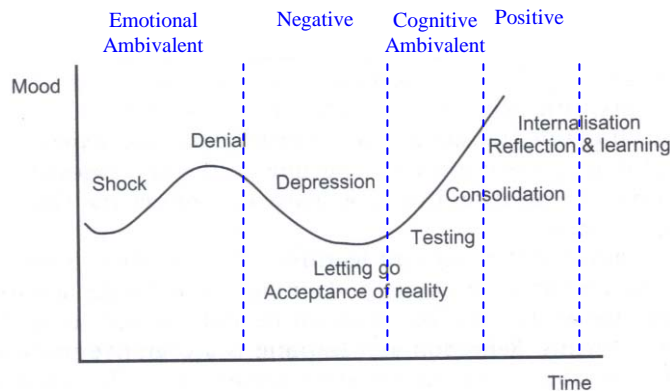 Emotional
Ambivalent
Negative
Cognitive
Ambivalent
Positive
Mood
Internalisation
Reflection & learning
Denial
Shock
Depression
Consolidation
Testing
Letting go
Acceptance of reality
Time